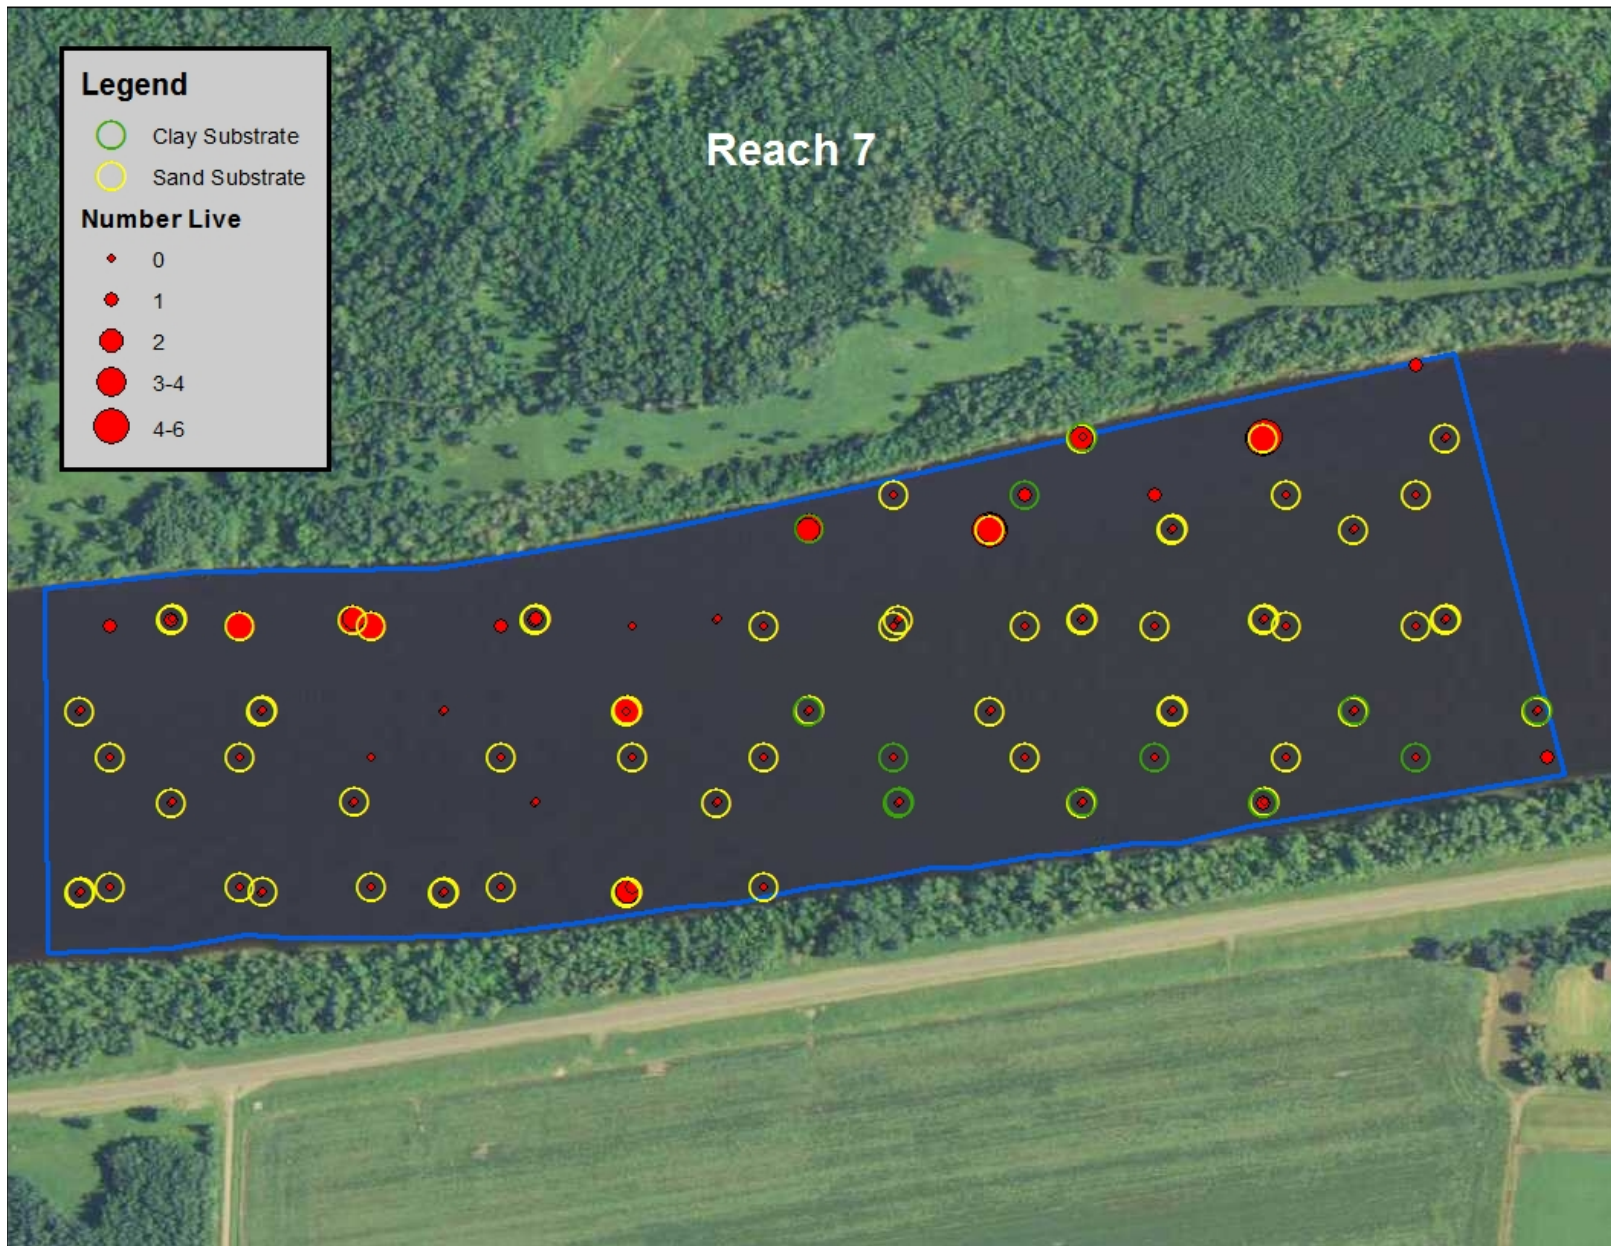 Legend
Clay Substrate
Sand Substrate
Number Live
0
1
2
3-4
4-6
Reach 7